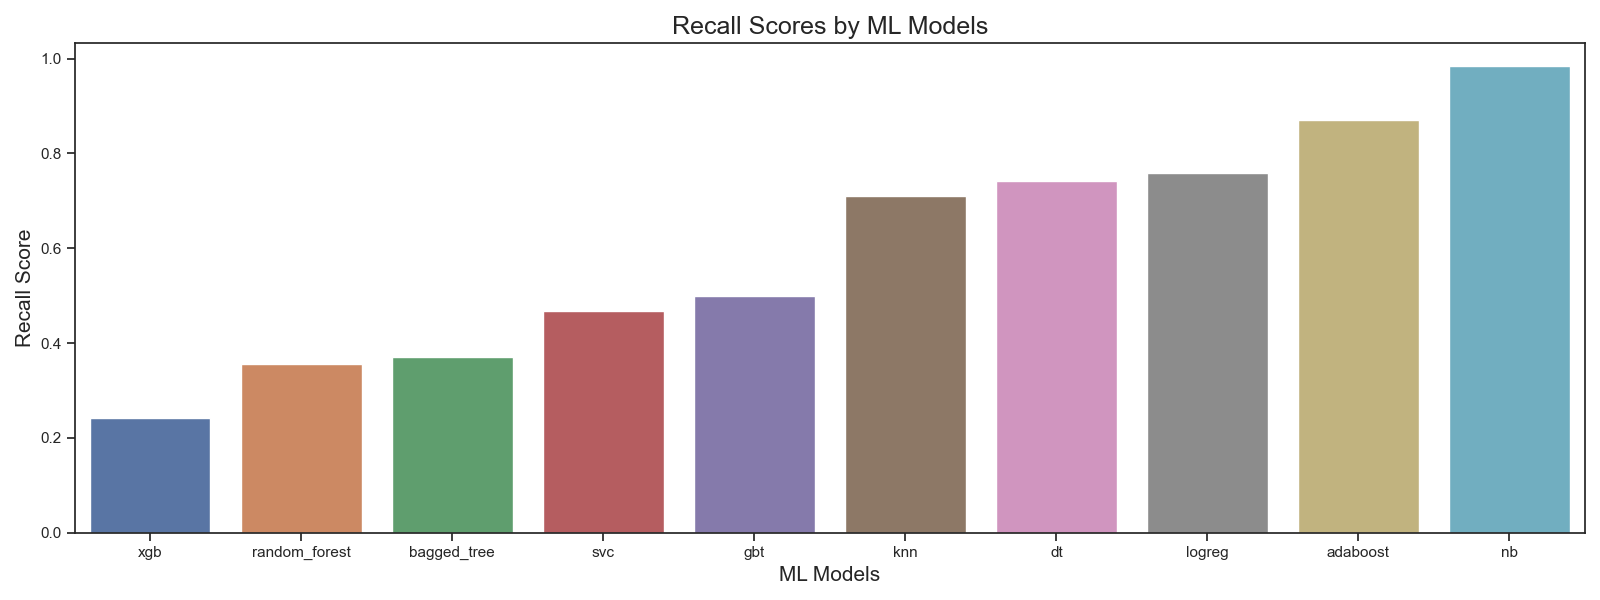 Recall Scores by ML Models
Recall Score
1.0
0.8
0.6
0.4
0.2
0.0
xgb random_forest bagged_tree svc gbt knn dt logreg adaboost nb
ML Models